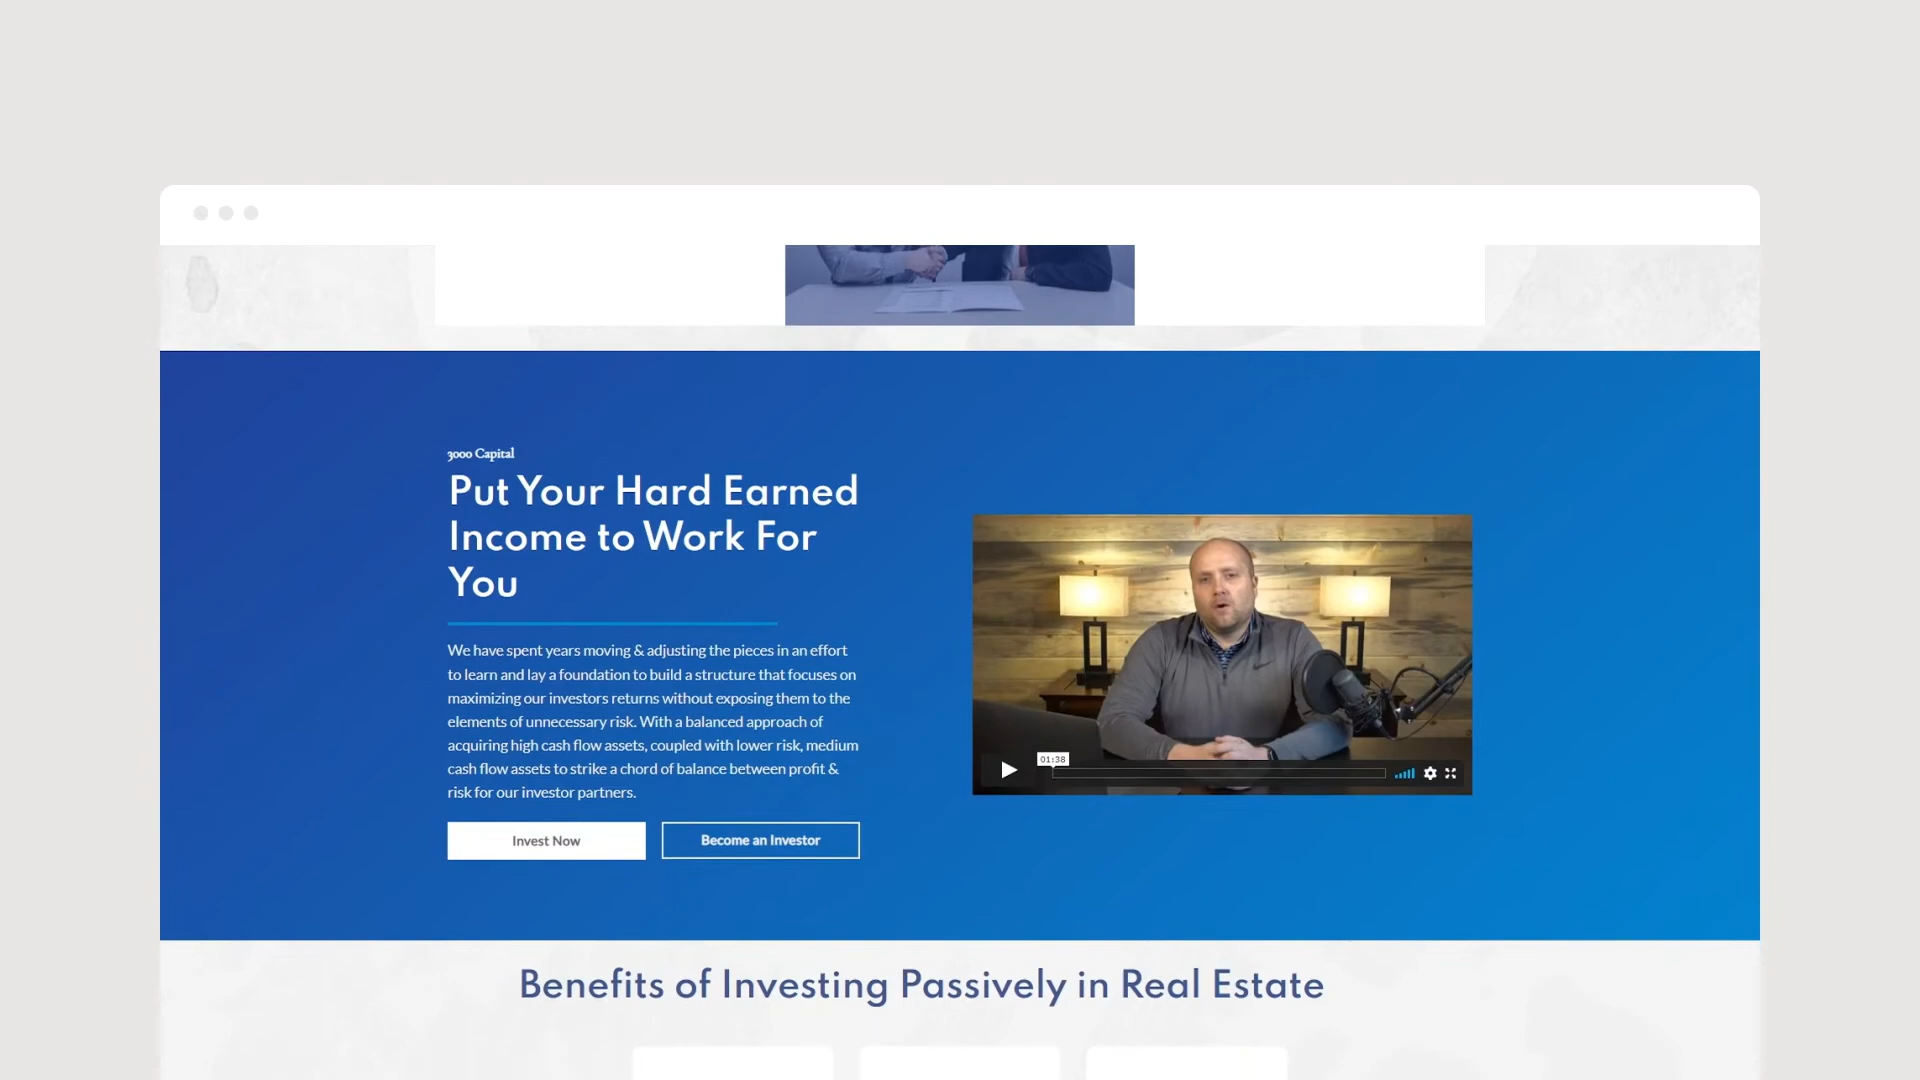 3000 Capital
Put Your Hard Earned
Income to Work For
You
We have spent years moving & adjusting the pieces in an effort
to learn and lay a foundation to build a structure that focuses on
maximizing our investors returns without exposing them to the
elements of unnecessary risk. With a balanced approach of
acquiring high cash flow assets, coupled with lower risk, medium
cash flow assets to strike a chord of balance between profit &
risk for our investor partners.
Invest Now
Become an Investor
01:38
Benefits of Investing Passively in Real Estate